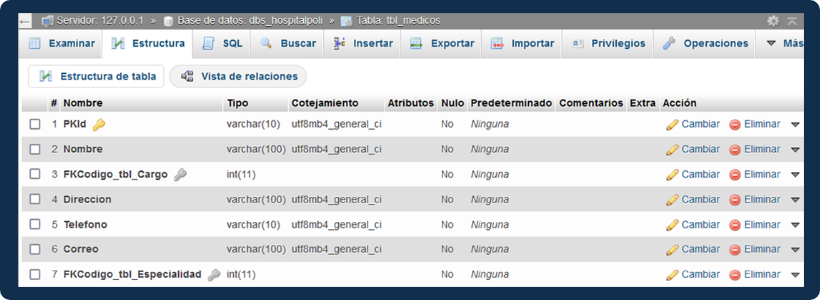 Servidor: 127.0.0.1 » Base de datos: dbs_hospitalpoli » Tabla: tbl_medicos
Examinar Estructura SQL Buscar Insertar Exportar Importar Privilegios Operaciones Más
Estructura de tabla Vista de relaciones
# Nombre Tipo Cotejamiento Atributos Nulo Predeterminado Comentarios Extra Acción
1 PKId varchar(10) utf8mb4_general_ci No Ninguna Cambiar Eliminar
2 Nombre varchar(100) utf8mb4_general_ci No Ninguna Cambiar Eliminar
3 FKCodigo_tbl_Cargo int(11) No Ninguna Cambiar Eliminar
4 Direccion varchar(100) utf8mb4_general_ci No Ninguna Cambiar Eliminar
5 Telefono varchar(10) utf8mb4_general_ci No Ninguna Cambiar Eliminar
6 Correo varchar(100) utf8mb4_general_ci No Ninguna Cambiar Eliminar
7 FKCodigo_tbl_Especialidad int(11) No Ninguna Cambiar Eliminar